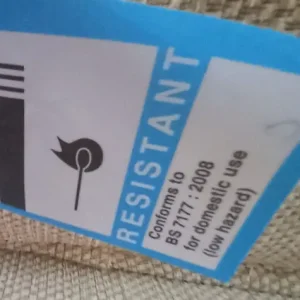 RESISTANT
Conforms to
BS 7177 : 2008
for domestic use
(low hazard)